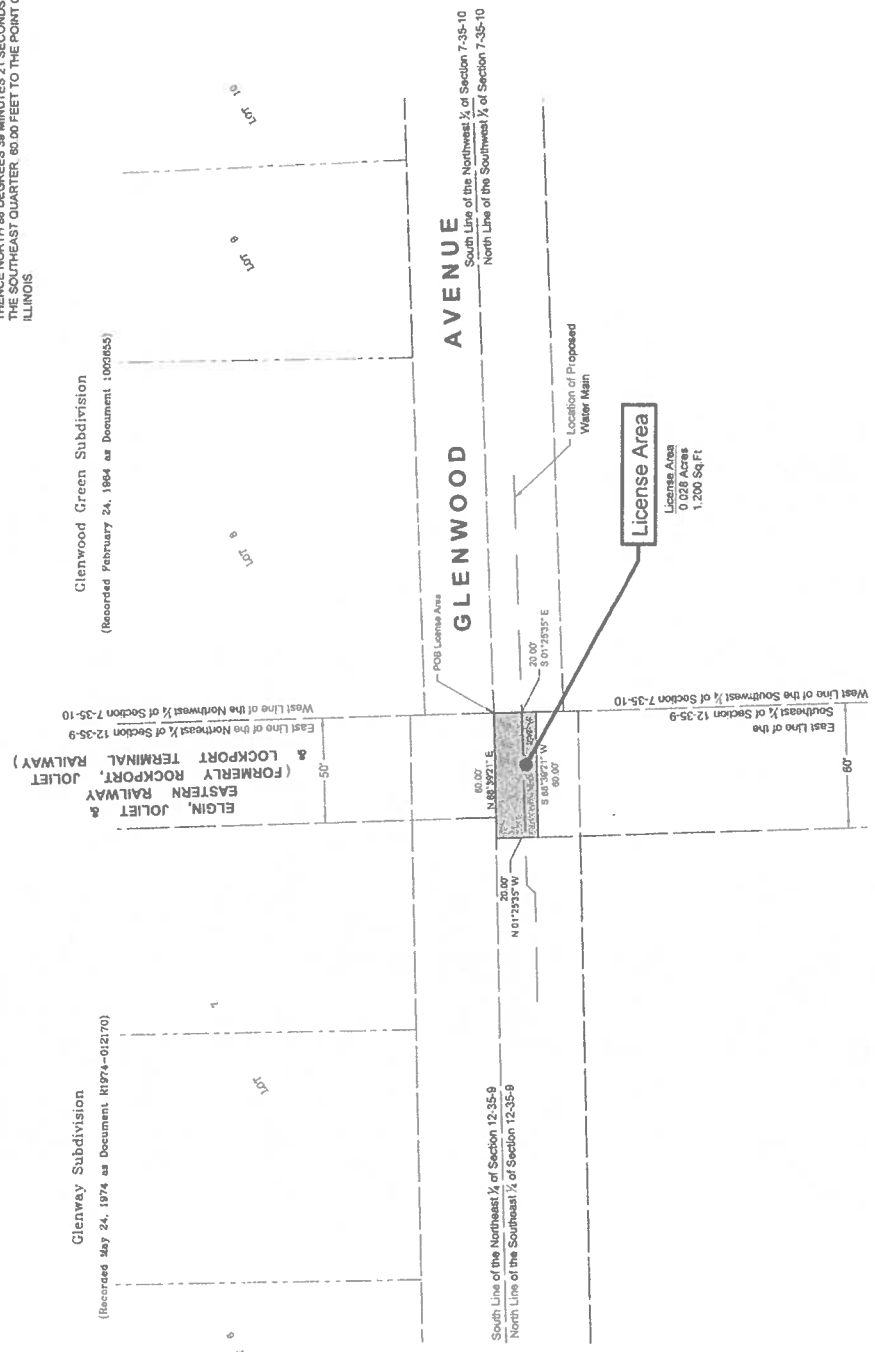 THENCE NORTH 88 DEGREES 39 MINUTES 21 SECONDS
THE SOUTHEAST QUARTER, 60.00 FEET TO THE POINT
ILLINOIS
Glenwood Green Subdivision
(Recorded February 24, 1964 as Document 1003655)
LOT 8
LOT 9
LOT 10
Glenway Subdivision
(Recorded May 24, 1974 as Document R1974-012170)
6
LOT 7
ELGIN, JOLIET &
EASTERN RAILWAY
(FORMERLY ROCKPORT, JOLIET
& LOCKPORT TERMINAL RAILWAY)
50'
East Line of the Northeast ¼ of Section 12-35-9
West Line of the Northwest ¼ of Section 7-35-10
GLENWOOD AVENUE
South Line of the Northwest ¼ of Section 7-35-10
North Line of the Southwest ¼ of Section 7-35-10
South Line of the Northeast ¼ of Section 12-35-9
North Line of the Southeast ¼ of Section 12-35-9
POB License Area
60.00'
N 88°39'21" E
20.00'
S 01°25'35" E
20.00'
N 01°25'35" W
S 88°39'21" W
60.00'
Location of Proposed
Water Main
License Area
License Area
0.028 Acres
1,200 Sq.Ft
East Line of the
Southeast ¼ of Section 12-35-9
West Line of the Southwest ¼ of Section 7-35-10
60'